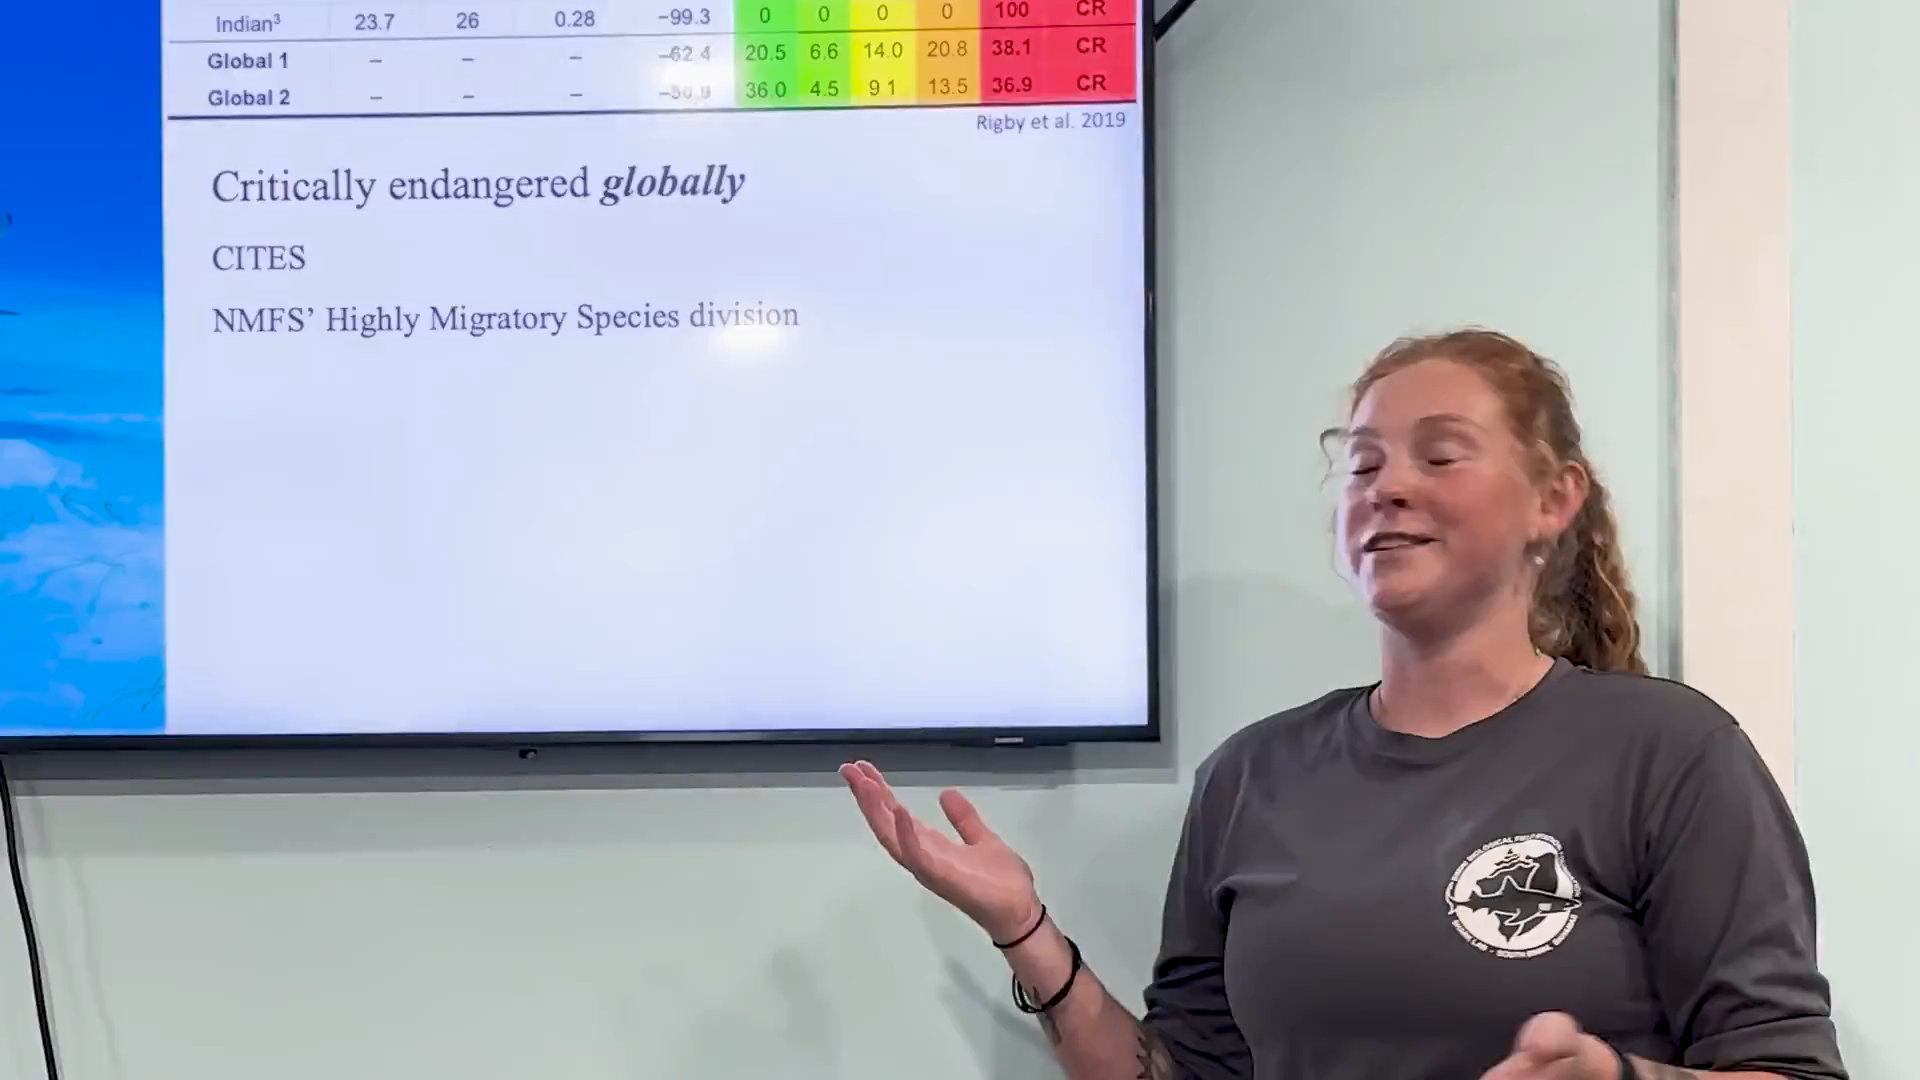 Indian³ 23.7 26 0.28 −99.3 0 0 0 0 100 CR
Global 1 – – – −62.4 20.5 6.6 14.0 20.8 38.1 CR
Global 2 – – – 36.0 4.5 9.1 13.5 36.9 CR
Rigby et al. 2019
Critically endangered globally
CITES
NMFS’ Highly Migratory Species division